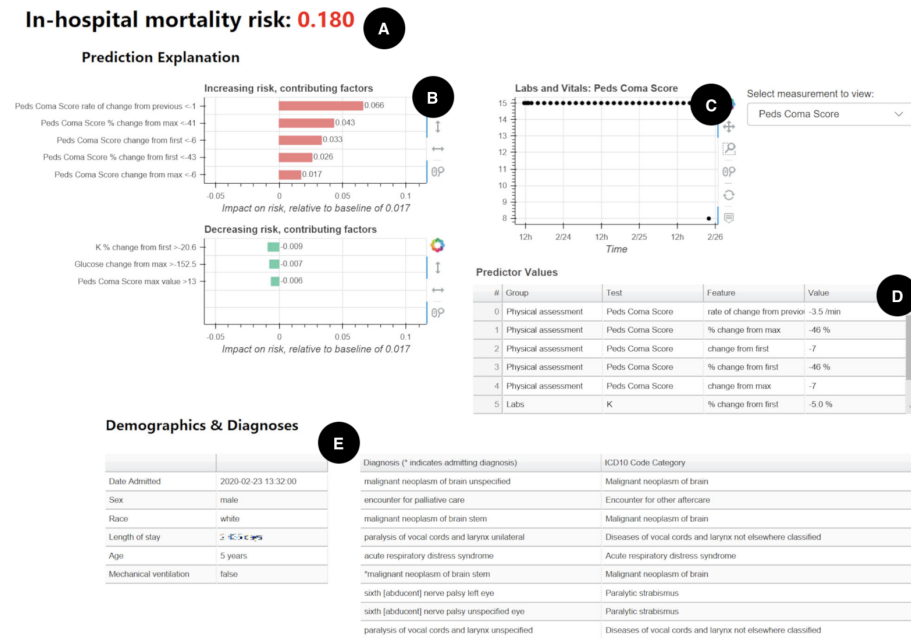 In-hospital mortality risk: 0.180
A
Prediction Explanation
Increasing risk, contributing factors
B
Peds Coma Score rate of change from previous <-1
0.066
Peds Coma Score % change from max <-41
0.043
Peds Coma Score change from first <-6
0.033
Peds Coma Score % change from first <-43
0.026
Peds Coma Score change from max <-6
0.017
-0.05 0 0.05 0.1
Impact on risk, relative to baseline of 0.017
Decreasing risk, contributing factors
K % change from first >-20.6
-0.009
Glucose change from max >-152.5
-0.007
Peds Coma Score max value >13
-0.006
-0.05 0 0.05 0.1
Impact on risk, relative to baseline of 0.017
Labs and Vitals: Peds Coma Score
C
15
14
13
12
11
10
9
8
12h 2/24 12h 2/25 12h 2/26
Time
Select measurement to view:
Peds Coma Score
Predictor Values
D
# Group Test Feature Value
0 Physical assessment Peds Coma Score rate of change from previou -3.5 /min
1 Physical assessment Peds Coma Score % change from max -46 %
2 Physical assessment Peds Coma Score change from first -7
3 Physical assessment Peds Coma Score % change from first -46 %
4 Physical assessment Peds Coma Score change from max -7
5 Labs K % change from first -5.0 %
Demographics & Diagnoses
E
Date Admitted 2020-02-23 13:32:00
Sex male
Race white
Length of stay
Age 5 years
Mechanical ventilation false
Diagnosis (* indicates admitting diagnosis) ICD10 Code Category
malignant neoplasm of brain unspecified Malignant neoplasm of brain
encounter for palliative care Encounter for other aftercare
malignant neoplasm of brain stem Malignant neoplasm of brain
paralysis of vocal cords and larynx unilateral Diseases of vocal cords and larynx not elsewhere classified
acute respiratory distress syndrome Acute respiratory distress syndrome
*malignant neoplasm of brain stem Malignant neoplasm of brain
sixth [abducent] nerve palsy left eye Paralytic strabismus
sixth [abducent] nerve palsy unspecified eye Paralytic strabismus
paralysis of vocal cords and larynx unspecified Diseases of vocal cords and larynx not elsewhere classified